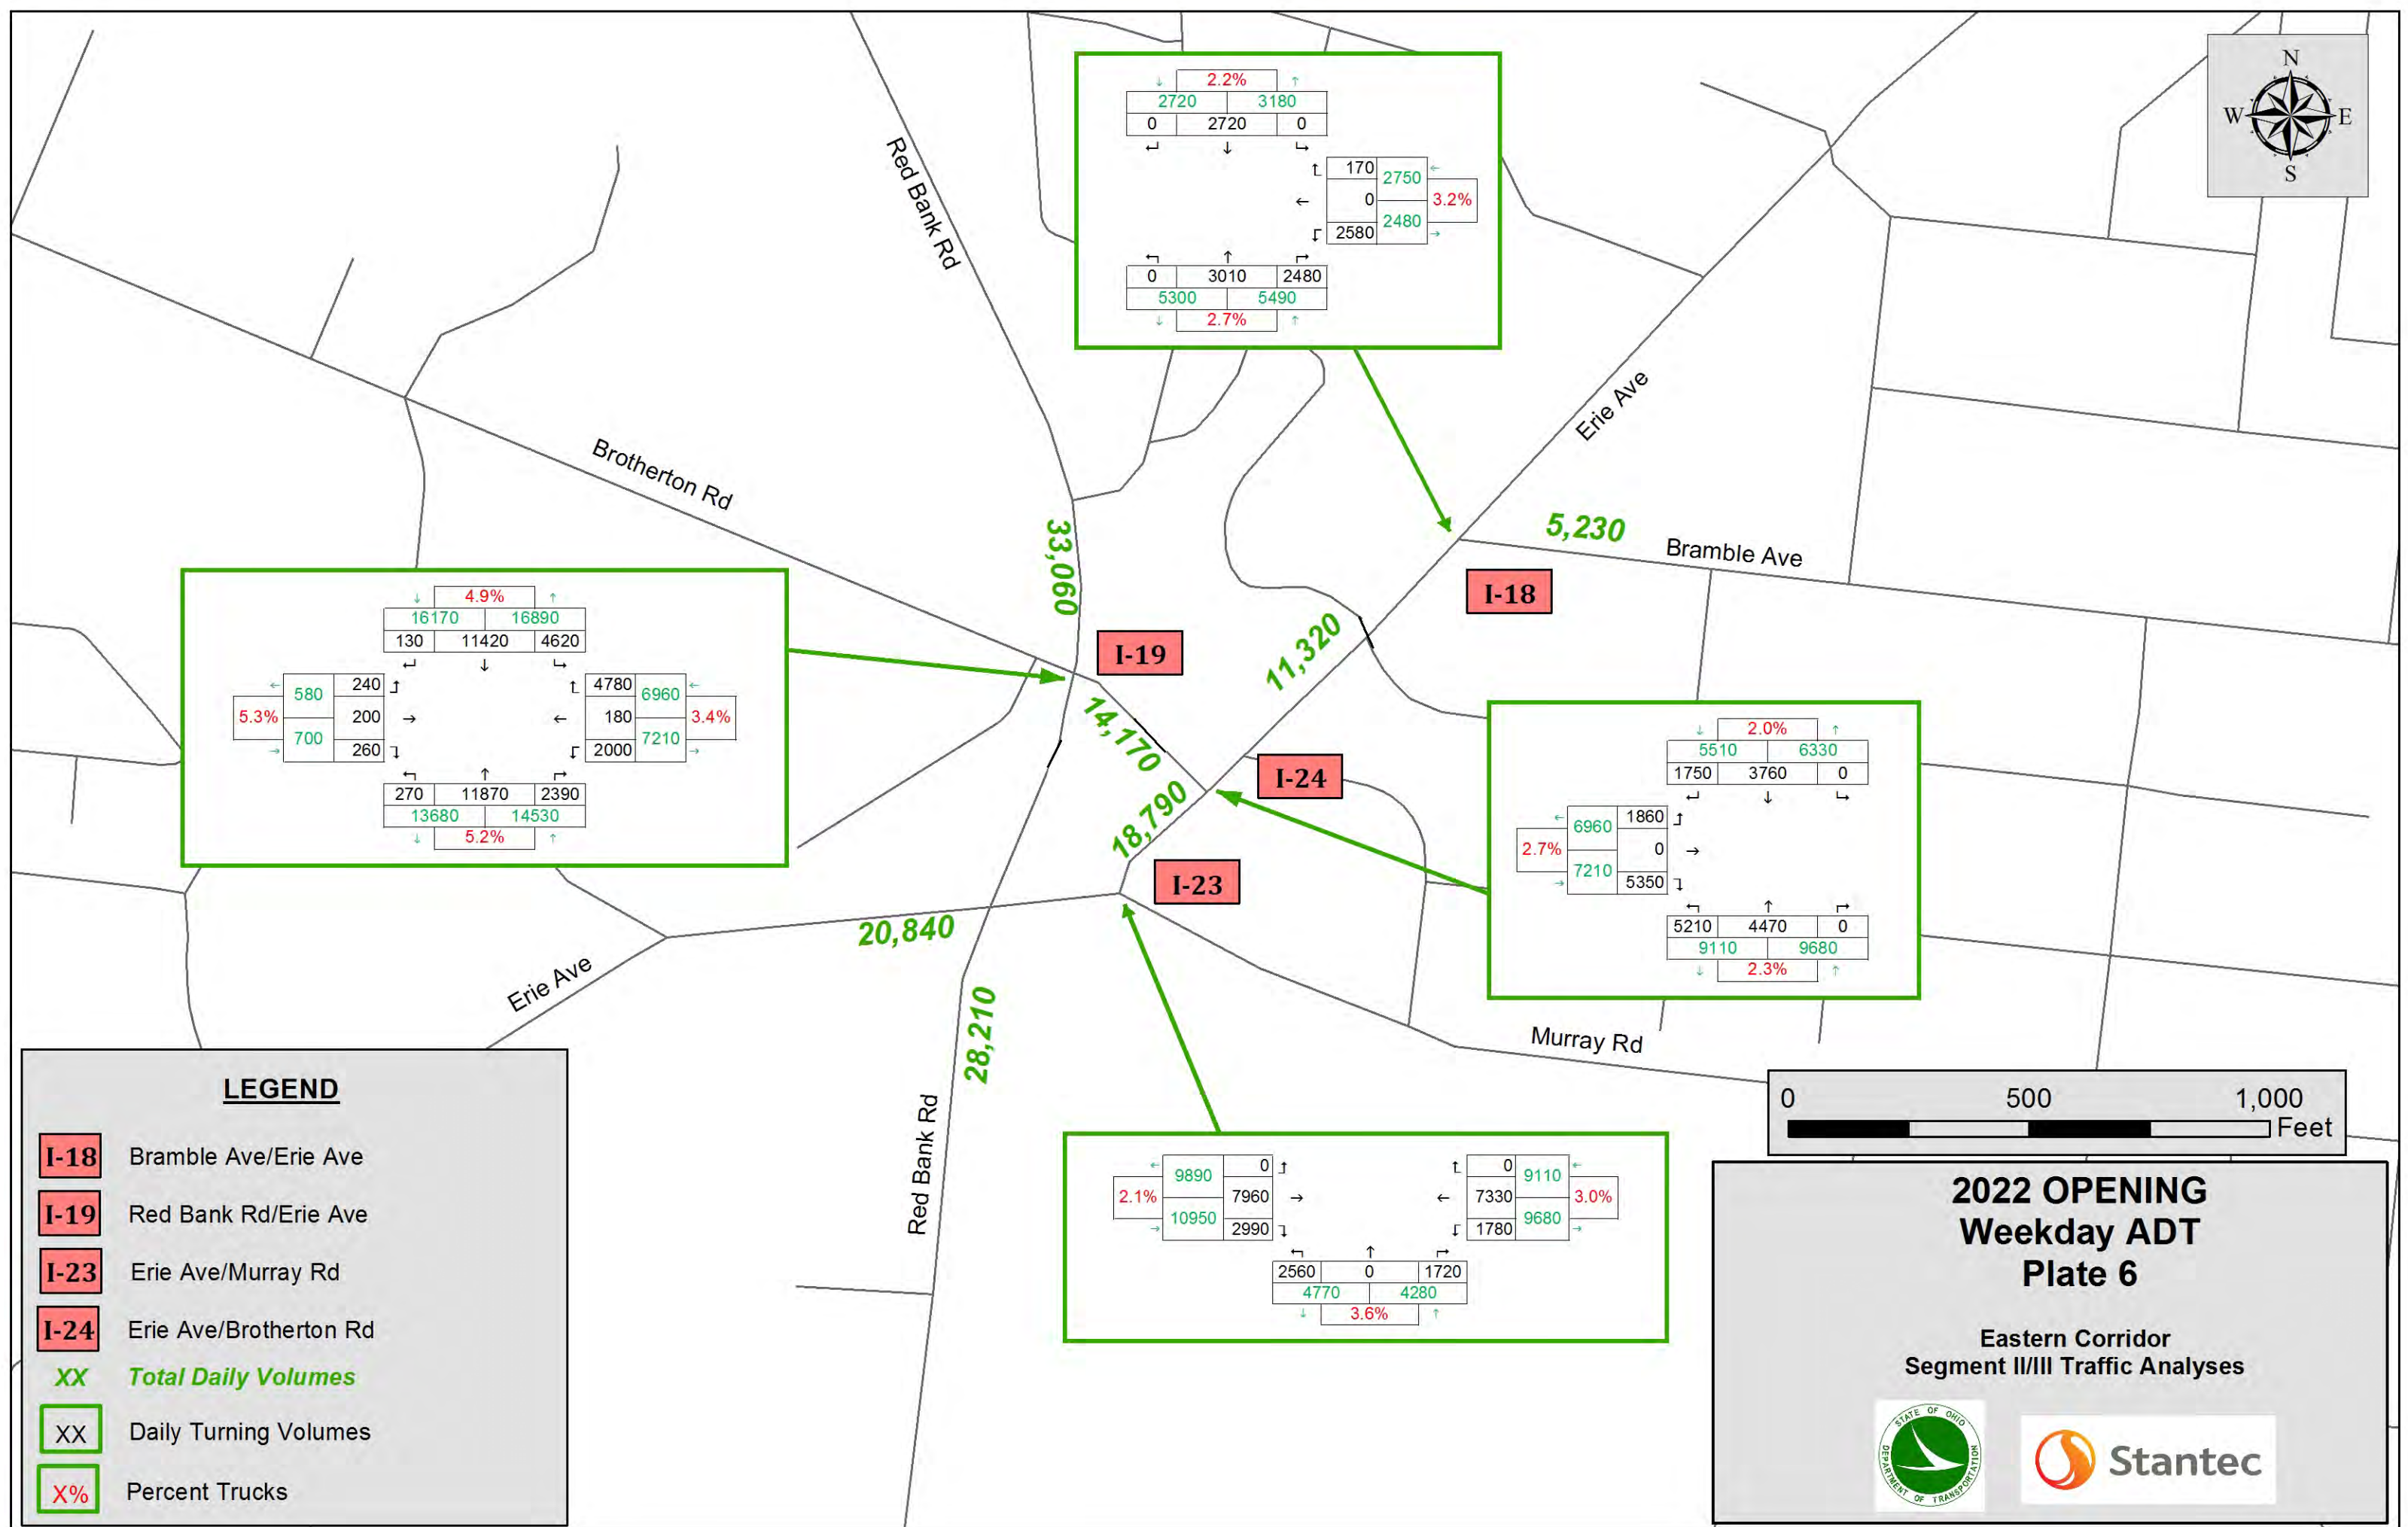 2.2%
2720 3180
0 2720 0
170 2750
0 3.2%
2580 2480
0 3010 2480
5300 5490
2.7%
N
W E
S
Red Bank Rd
Erie Ave
Brotherton Rd
33,060
5,230
Bramble Ave
I-18
4.9%
16170 16890
130 11420 4620
580 240
5.3% 200
700 260
4780 6960
180 3.4%
2000 7210
270 11870 2390
13680 14530
5.2%
I-19
11,320
14,170
I-24
18,790
I-23
2.0%
5510 6330
1750 3760 0
6960 1860
2.7% 0
7210 5350
5210 4470 0
9110 9680
2.3%
20,840
Erie Ave
28,210
Murray Rd
Red Bank Rd
9890 0
2.1% 7960
10950 2990
0 9110
7330 3.0%
1780 9680
2560 0 1720
4770 4280
3.6%
LEGEND
I-18 Bramble Ave/Erie Ave
I-19 Red Bank Rd/Erie Ave
I-23 Erie Ave/Murray Rd
I-24 Erie Ave/Brotherton Rd
XX Total Daily Volumes
XX Daily Turning Volumes
X% Percent Trucks
0 500 1,000
Feet
2022 OPENING
Weekday ADT
Plate 6
Eastern Corridor
Segment II/III Traffic Analyses
STATE OF OHIO
DEPARTMENT OF TRANSPORTATION
Stantec